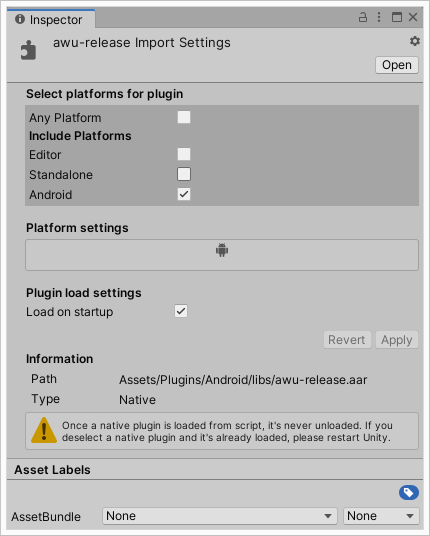 Inspector
awu-release Import Settings
Open
Select platforms for plugin
Any Platform
Include Platforms
Editor
Standalone
Android
Platform settings
Plugin load settings
Load on startup
Revert Apply
Information
Path Assets/Plugins/Android/libs/awu-release.aar
Type Native
Once a native plugin is loaded from script, it's never unloaded. If you
deselect a native plugin and it's already loaded, please restart Unity.
Asset Labels
AssetBundle None None